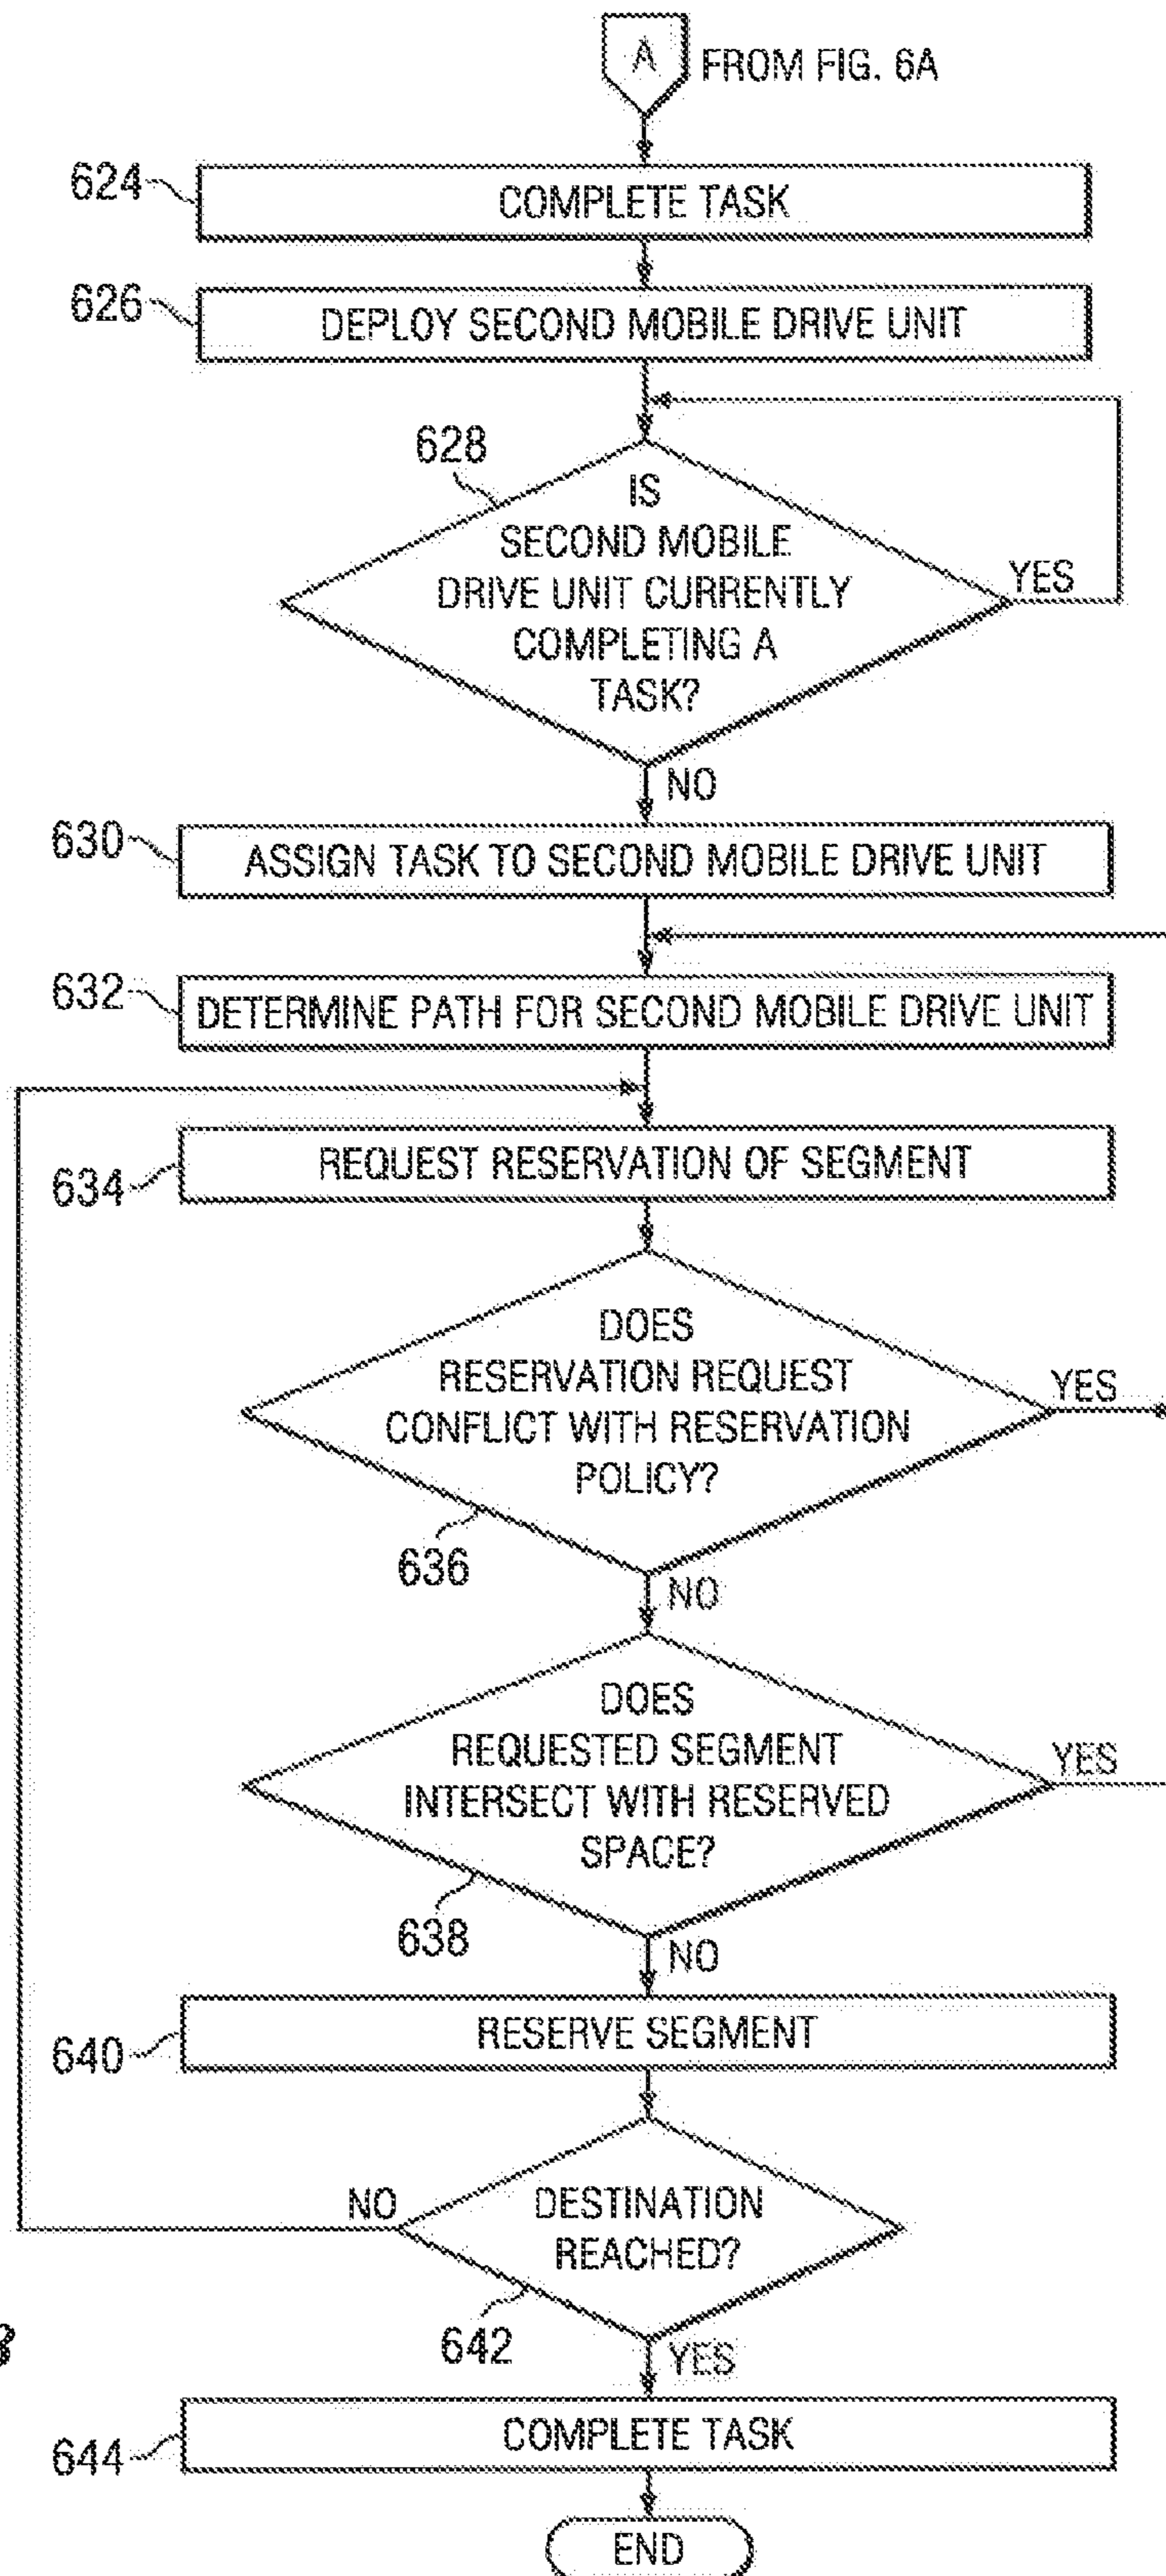 A FROM FIG. 6A
624
COMPLETE TASK
626
DEPLOY SECOND MOBILE DRIVE UNIT
628
IS
SECOND MOBILE
DRIVE UNIT CURRENTLY
COMPLETING A
TASK?
YES
NO
630
ASSIGN TASK TO SECOND MOBILE DRIVE UNIT
632
DETERMINE PATH FOR SECOND MOBILE DRIVE UNIT
634
REQUEST RESERVATION OF SEGMENT
DOES
RESERVATION REQUEST
CONFLICT WITH RESERVATION
POLICY?
YES
636
NO
DOES
REQUESTED SEGMENT
INTERSECT WITH RESERVED
SPACE?
YES
638
NO
640
RESERVE SEGMENT
NO
DESTINATION
REACHED?
642
YES
644
COMPLETE TASK
END